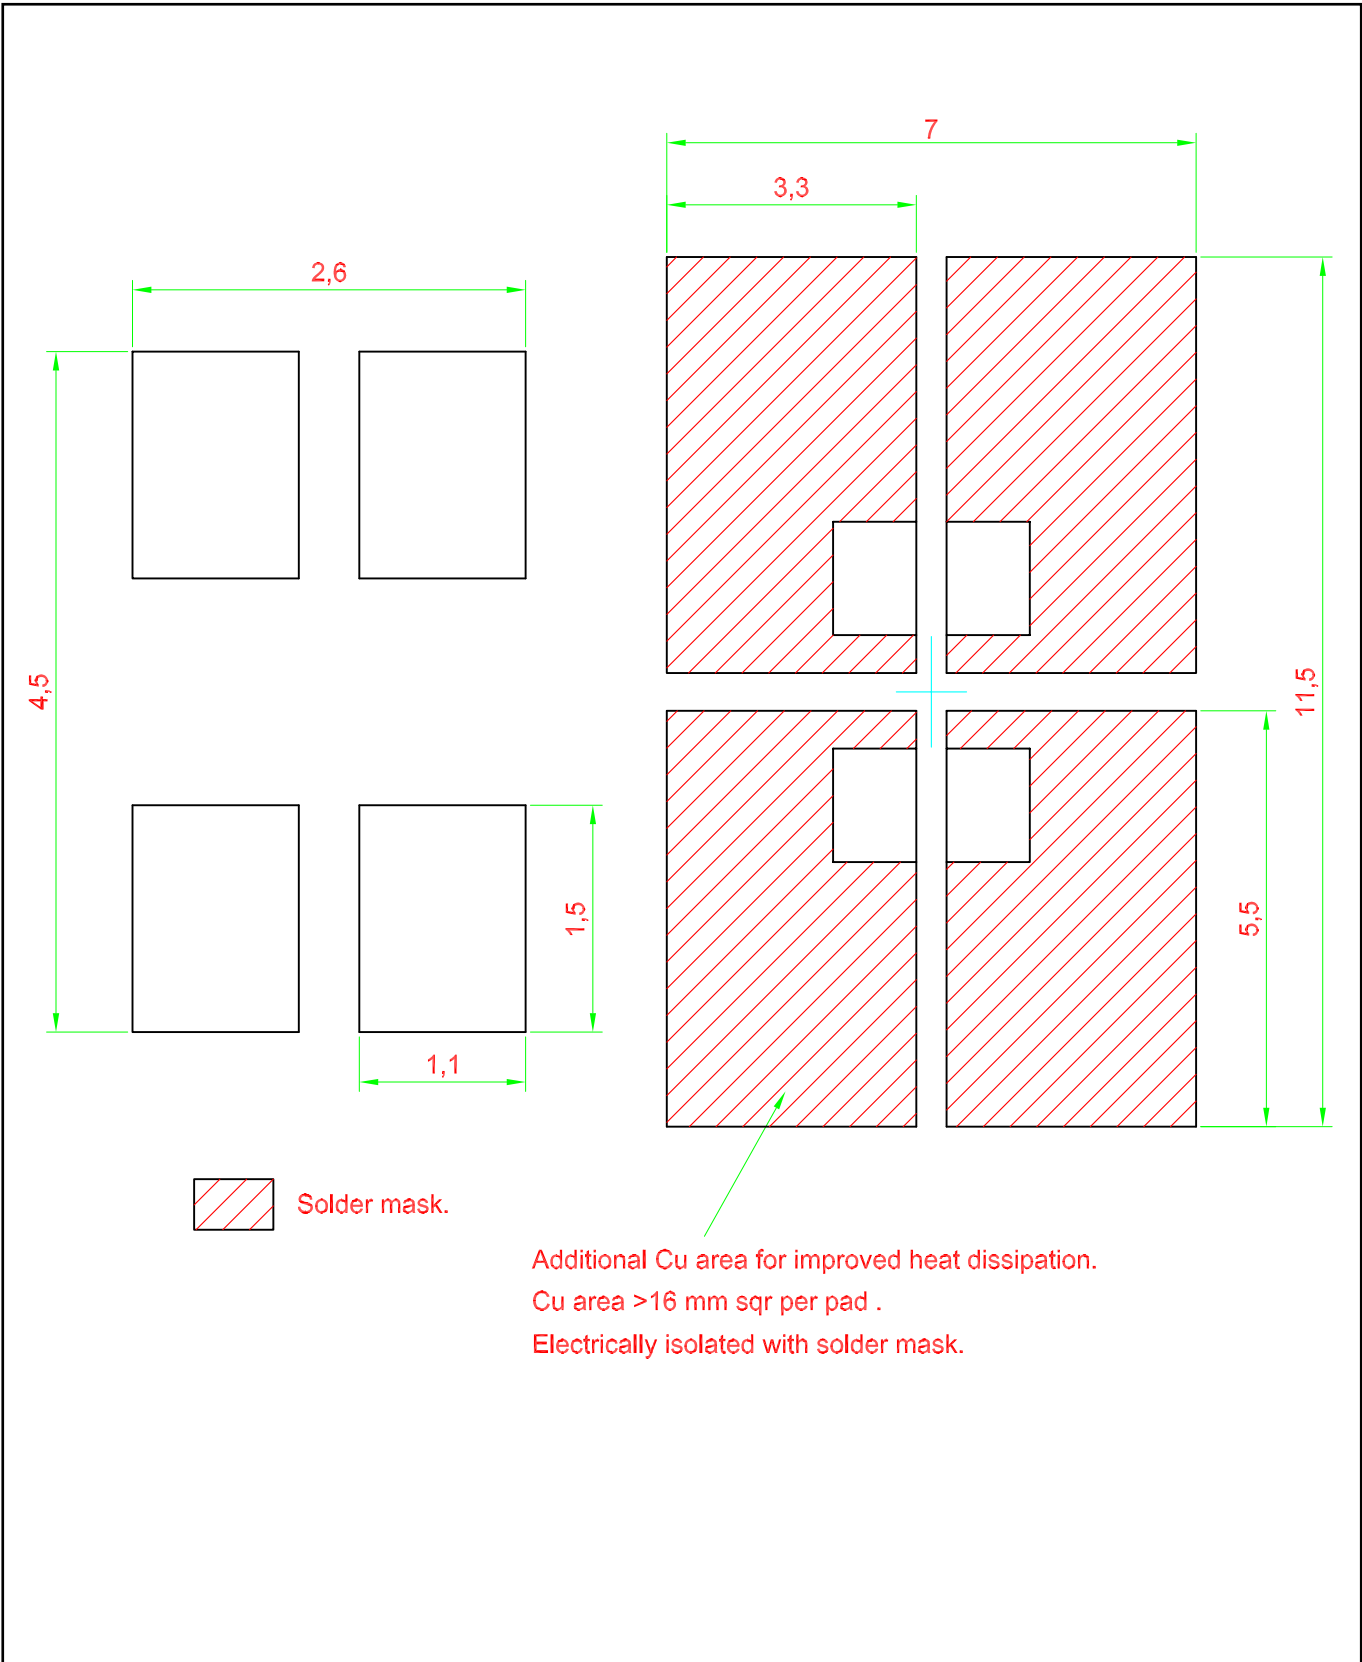 7
3,3
2,6
4,5
11,5
5,5
1,5
1,1
Solder mask.
Additional Cu area for improved heat dissipation.
Cu area >16 mm sqr per pad .
Electrically isolated with solder mask.